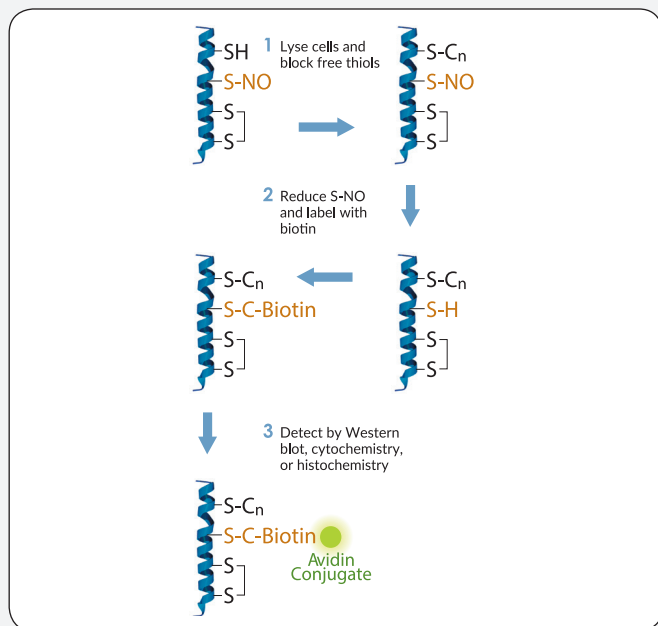 SH
S-NO
S
S
1 Lyse cells and
block free thiols
S-Cn
S-NO
S
S
2 Reduce S-NO
and label with
biotin
S-Cn
S-C-Biotin
S
S
S-Cn
S-H
S
S
3 Detect by Western
blot, cytochemistry,
or histochemistry
S-Cn
S-C-Biotin
S
S
Avidin
Conjugate